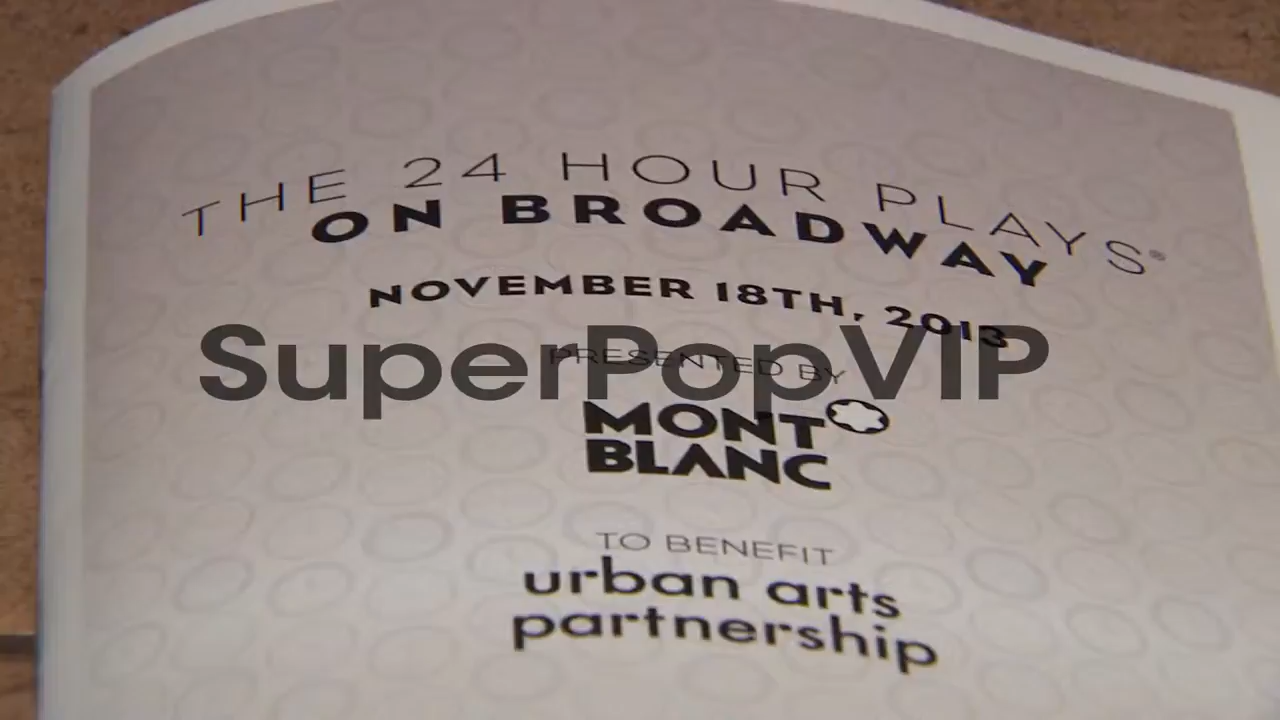 THE 24 HOUR PLAYS®
ON BROADWAY
NOVEMBER 18TH, 2013
SuperPopVIP
PRESENTED BY
MONT
BLANC
TO BENEFIT
urban arts
partnership